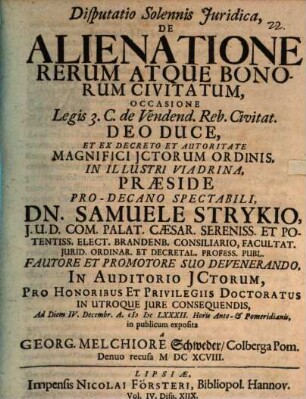 Disputatio Solennis Juridica,
22.
DE
ALIENATIONE
RERUM ATQUE BONO-
RUM CIVITATUM,
OCCASIONE
Legis 3. C. de Vendend. Reb. Civitat.
DEO DUCE,
ET EX DECRETO ET AUTORITATE
MAGNIFICI JCTORUM ORDINIS,
IN ILLUSTRI VIADRINA,
PRÆSIDE
PRO-DECANO SPECTABILI,
DN. SAMUELE STRYKIO,
J. U. D. COM. PALAT. CÆSAR. SERENISS. ET PO-
TENTISS. ELECT. BRANDENB. CONSILIARIO, FACULTAT.
JURID. ORDINAR. ET DECRETAL. PROFESS. PUBL.
FAUTORE ET PROMOTORE SUO DEVENERANDO,
IN AUDITORIO JCTORUM,
PRO HONORIBUS ET PRIVILEGIIS DOCTORATUS
IN UTROQUE JURE CONSEQUENDIS,
Ad Diem IV. Decembr. A. DC LXXXII. Horis Ante- & Pomeridianis,
in publicum exposita
A
GEORG. MELCHIORE Schweder / Colberga Pom.
Denuo recusa M DC XCVIII.
LIPSIÆ,
Impensis NICOLAI FÖRSTERI, Bibliopol. Hannov.
Vol. IV. Disp. XIIX.